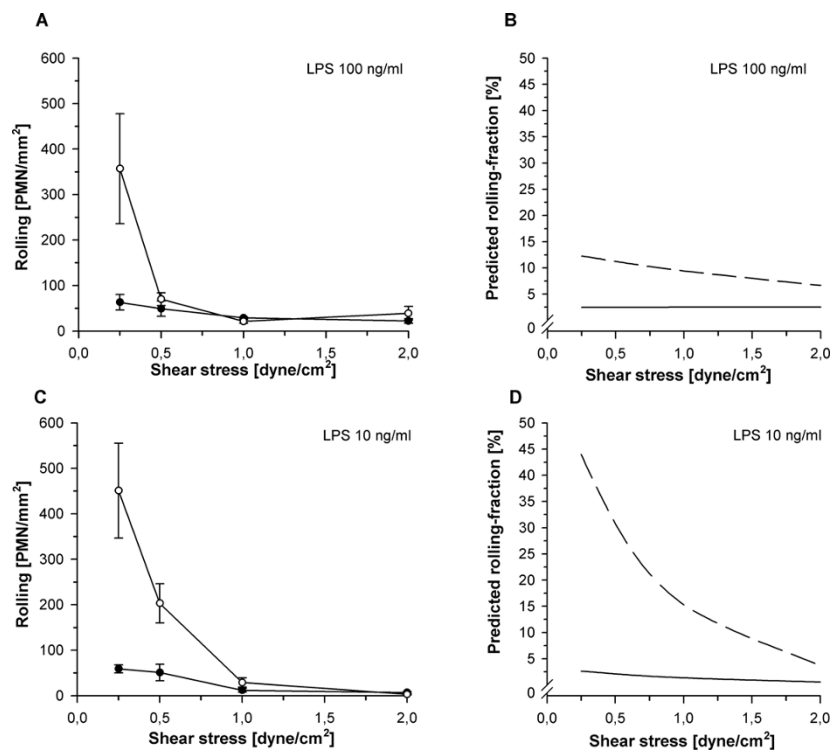 A
LPS 100 ng/ml
Rolling [PMN/mm²]
600
500
400
300
200
100
0
0,0 0,5 1,0 1,5 2,0
Shear stress [dyne/cm²]
B
LPS 100 ng/ml
Predicted rolling-fraction [%]
50
45
40
35
30
25
20
15
10
5
0
0,0 0,5 1,0 1,5 2,0
Shear stress [dyne/cm²]
C
LPS 10 ng/ml
Rolling [PMN/mm²]
600
500
400
300
200
100
0
0,0 0,5 1,0 1,5 2,0
Shear stress [dyne/cm²]
D
LPS 10 ng/ml
Predicted rolling-fraction [%]
50
45
40
35
30
25
20
15
10
5
0
0,0 0,5 1,0 1,5 2,0
Shear stress [dyne/cm²]